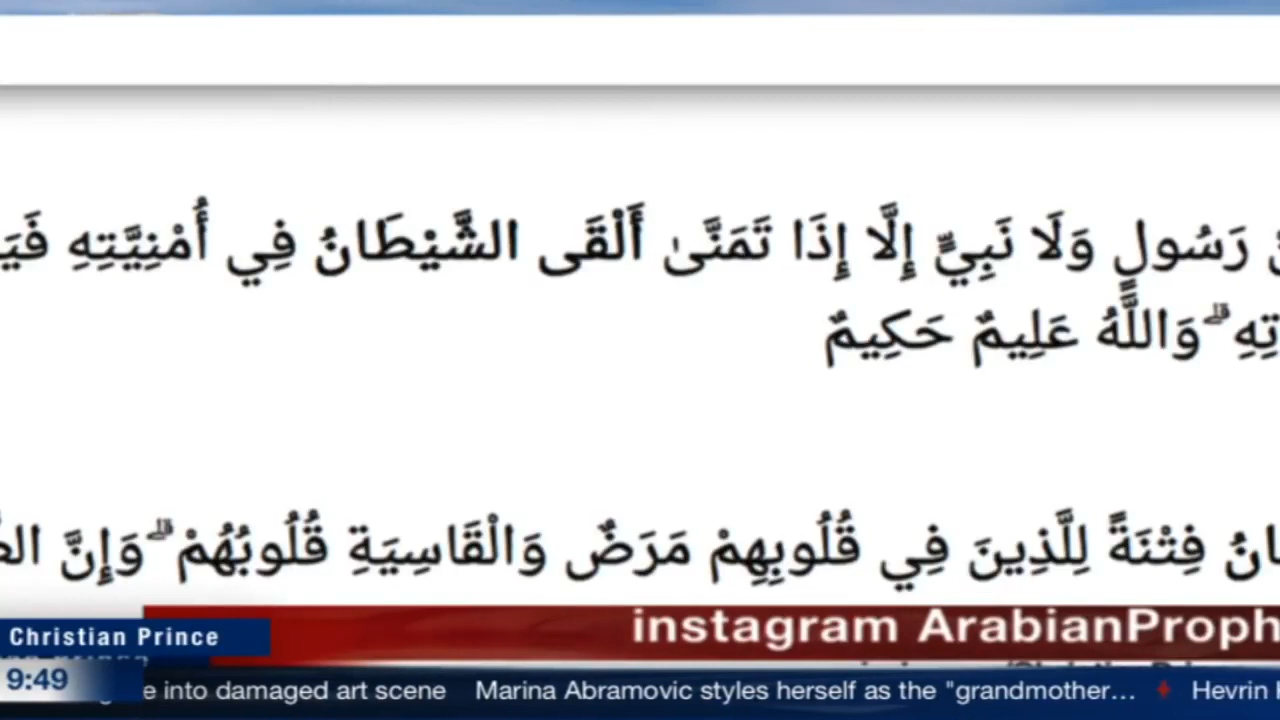 رَسُولٍ وَلَا نَبِيٍّ إِلَّا إِذَا تَمَنَّىٰ أَلْقَى الشَّيْطَانُ فِي أُمْنِيَّتِهِ
وَاللَّهُ عَلِيمٌ حَكِيمٌ
فِتْنَةً لِلَّذِينَ فِي قُلُوبِهِمْ مَرَضٌ وَالْقَاسِيَةِ قُلُوبُهُمْ ۗ وَإِنَّ
instagram ArabianProph
Christian Prince
9:49
into damaged art scene Marina Abramovic styles herself as the "grandmother... Hevrin